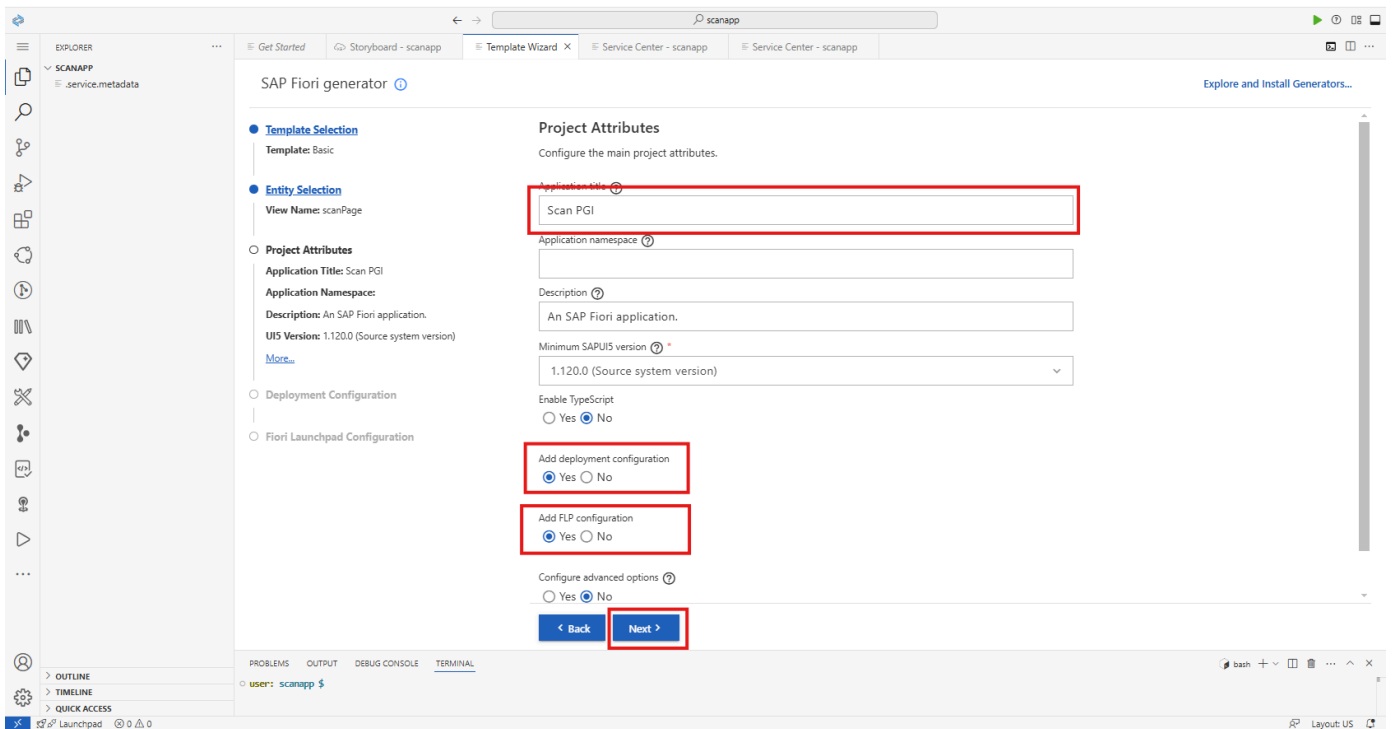 scanapp
EXPLORER
SCANAPP
.service.metadata
Get Started
Storyboard - scanapp
Template Wizard
Service Center - scanapp
Service Center - scanapp
SAP Fiori generator
Explore and Install Generators...
Template Selection
Template: Basic
Entity Selection
View Name: scanPage
Project Attributes
Application Title: Scan PGI
Application Namespace:
Description: An SAP Fiori application.
UI5 Version: 1.120.0 (Source system version)
More...
Deployment Configuration
Fiori Launchpad Configuration
Project Attributes
Configure the main project attributes.
Application title
Scan PGI
Application namespace
Description
An SAP Fiori application.
Minimum SAPUI5 version *
1.120.0 (Source system version)
Enable TypeScript
Yes No
Add deployment configuration
Yes No
Add FLP configuration
Yes No
Configure advanced options
Yes No
< Back
Next >
PROBLEMS OUTPUT DEBUG CONSOLE TERMINAL
bash
user: scanapp $
OUTLINE
TIMELINE
QUICK ACCESS
Launchpad 0 0
Layout: US